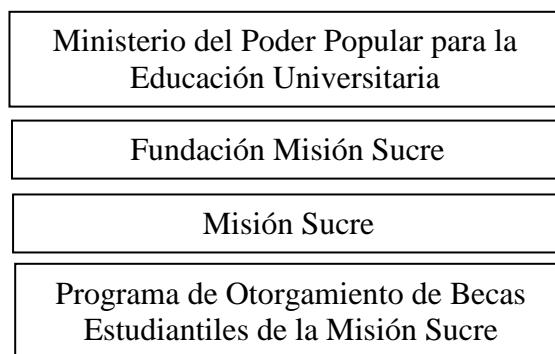 Ministerio del Poder Popular para la
Educación Universitaria
Fundación Misión Sucre
Misión Sucre
Programa de Otorgamiento de Becas
Estudiantiles de la Misión Sucre